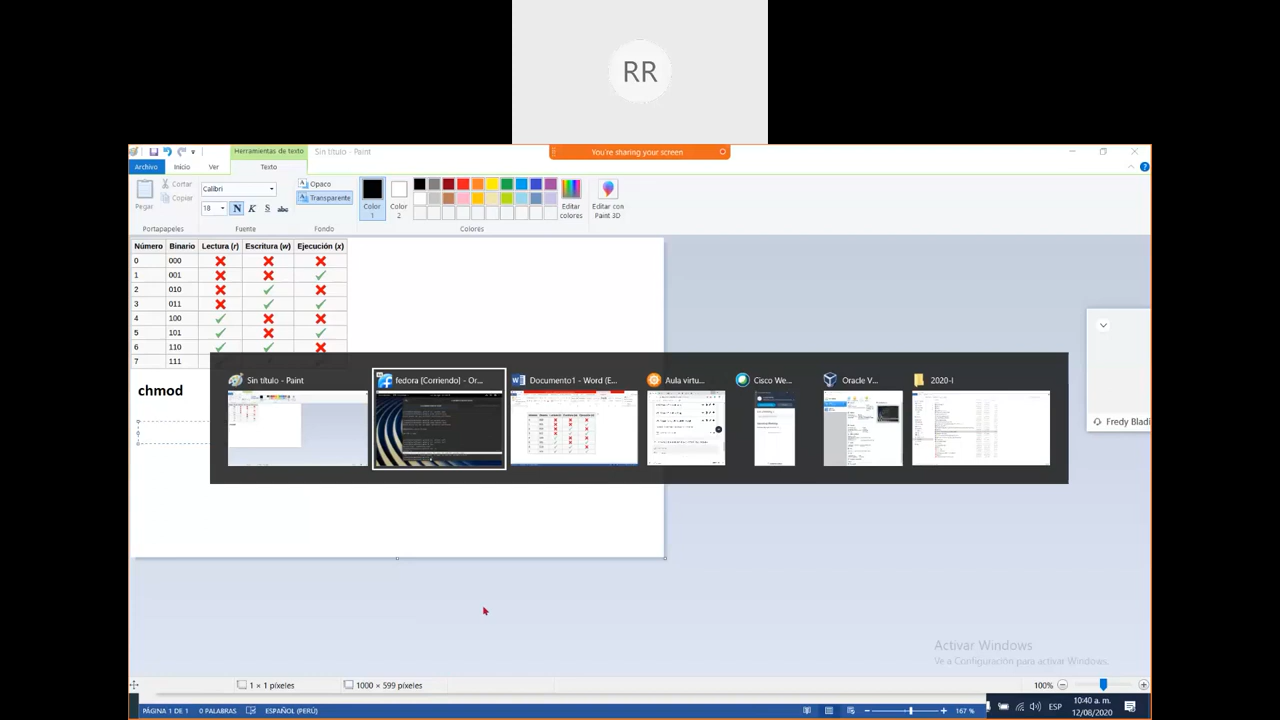 RR
Herramientas de texto
Sin título - Paint
You're sharing your screen
Archivo
Inicio
Ver
Texto
Pegar
Cortar
Copiar
Portapapeles
Calibri
18
N K S abc
Fuente
Opaco
Transparente
Fondo
Color 1
Color 2
Editar colores
Editar con Paint 3D
Colores
Número Binario Lectura (r) Escritura (w) Ejecución (x)
0 000
1 001
2 010
3 011
4 100
5 101
6 110
7 111
chmod
Sin título - Paint
fedora [Corriendo] - Or...
Documento1 - Word (E...
Aula virtu...
Cisco We...
Oracle V...
2020-I
Fredy Bladi
Activar Windows
Ve a Configuración para activar Windows.
1 × 1 píxeles
1000 × 599 píxeles
100%
PÁGINA 1 DE 1
0 PALABRAS
ESPAÑOL (PERÚ)
167 %
ESP
10:40 a. m.
12/08/2020